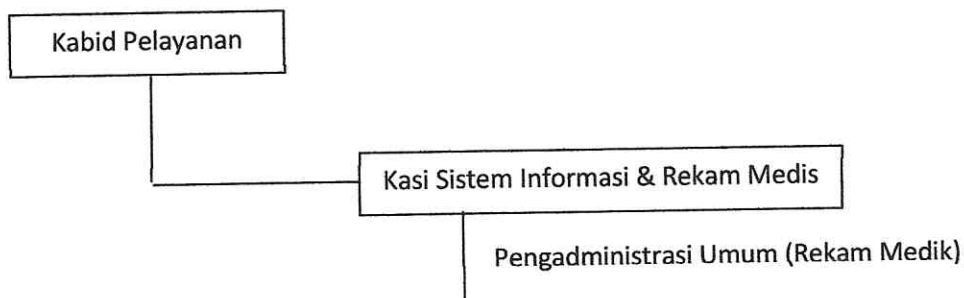 Kabid Pelayanan
Kasi Sistem Informasi & Rekam Medis
Pengadministrasi Umum (Rekam Medik)